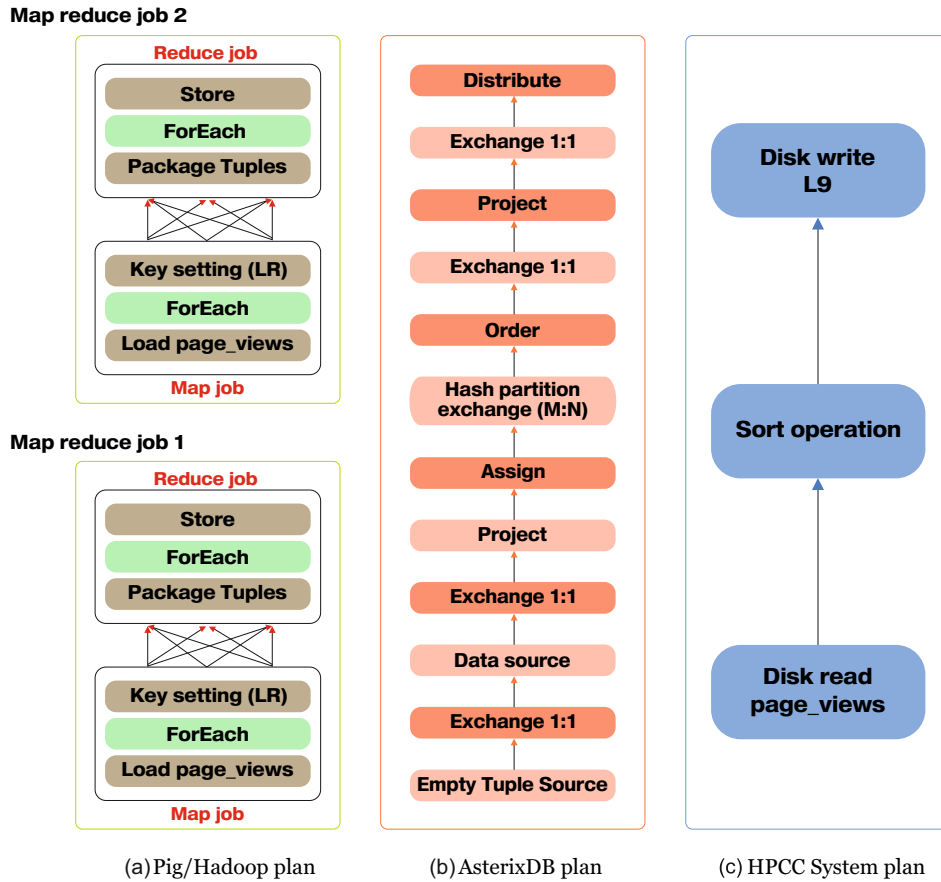 Map reduce job 2
Reduce job
Store
ForEach
Package Tuples
Key setting (LR)
ForEach
Load page_views
Map job
Map reduce job 1
Reduce job
Store
ForEach
Package Tuples
Key setting (LR)
ForEach
Load page_views
Map job
(a) Pig/Hadoop plan
Distribute
Exchange 1:1
Project
Exchange 1:1
Order
Hash partition
exchange (M:N)
Assign
Project
Exchange 1:1
Data source
Exchange 1:1
Empty Tuple Source
(b) AsterixDB plan
Disk write
L9
Sort operation
Disk read
page_views
(c) HPCC System plan